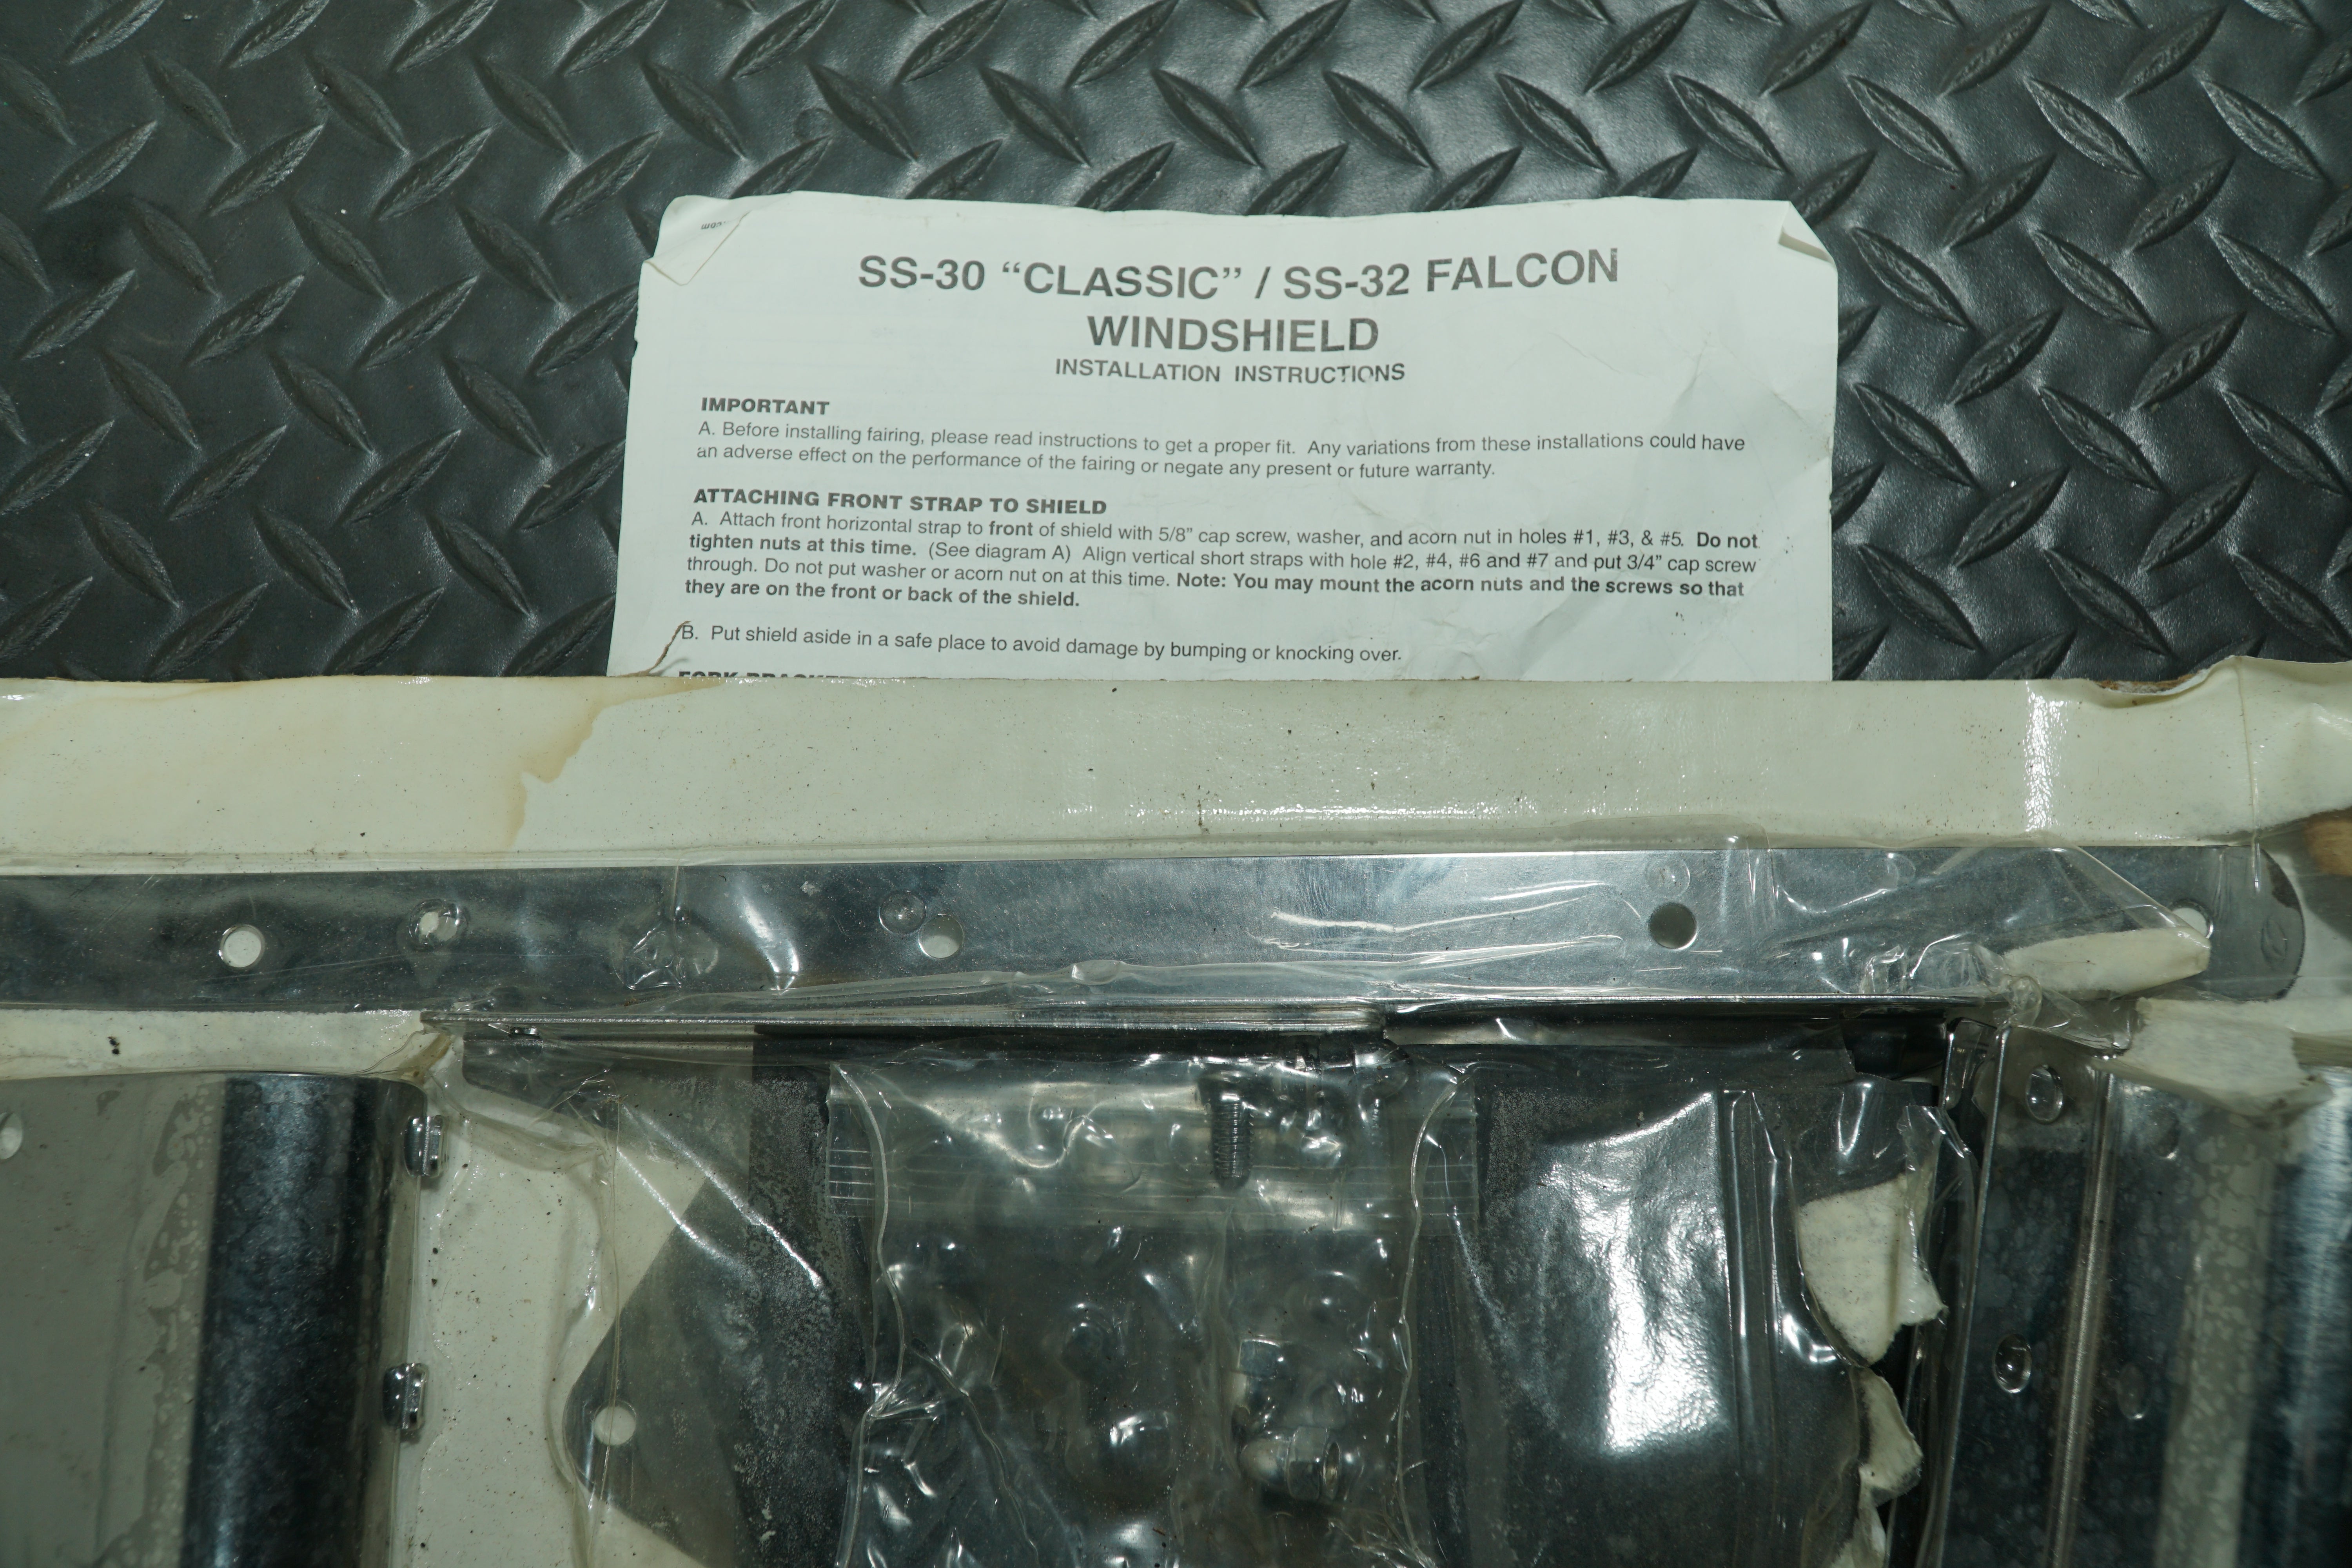 SS-30 “CLASSIC” / SS-32 FALCON
WINDSHIELD
INSTALLATION INSTRUCTIONS
IMPORTANT
A. Before installing fairing, please read instructions to get a proper fit. Any variations from these installations could have
an adverse effect on the performance of the fairing or negate any present or future warranty.
ATTACHING FRONT STRAP TO SHIELD
A. Attach front horizontal strap to front of shield with 5/8” cap screw, washer, and acorn nut in holes #1, #3, & #5. Do not
tighten nuts at this time. (See diagram A) Align vertical short straps with hole #2, #4, #6 and #7 and put 3/4” cap screw
through. Do not put washer or acorn nut on at this time. Note: You may mount the acorn nuts and the screws so that
they are on the front or back of the shield.
B. Put shield aside in a safe place to avoid damage by bumping or knocking over.